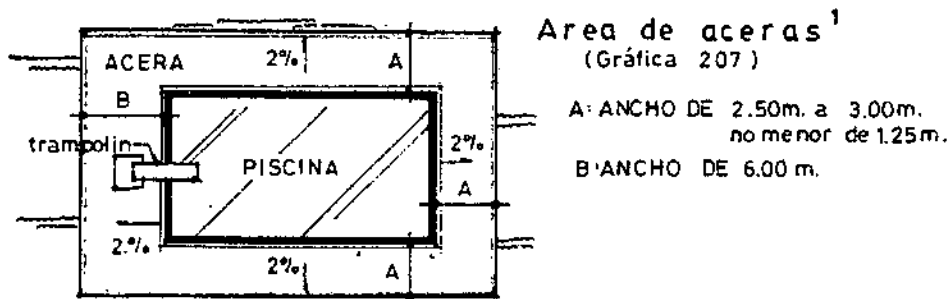 Area de aceras¹
(Gráfica 207)
A: ANCHO DE 2.50m. a 3.00m.
no menor de 1.25m.
B: ANCHO DE 6.00 m.
ACERA
2%
A
B
trampolin
PISCINA
2%
A
2.%
2%
A